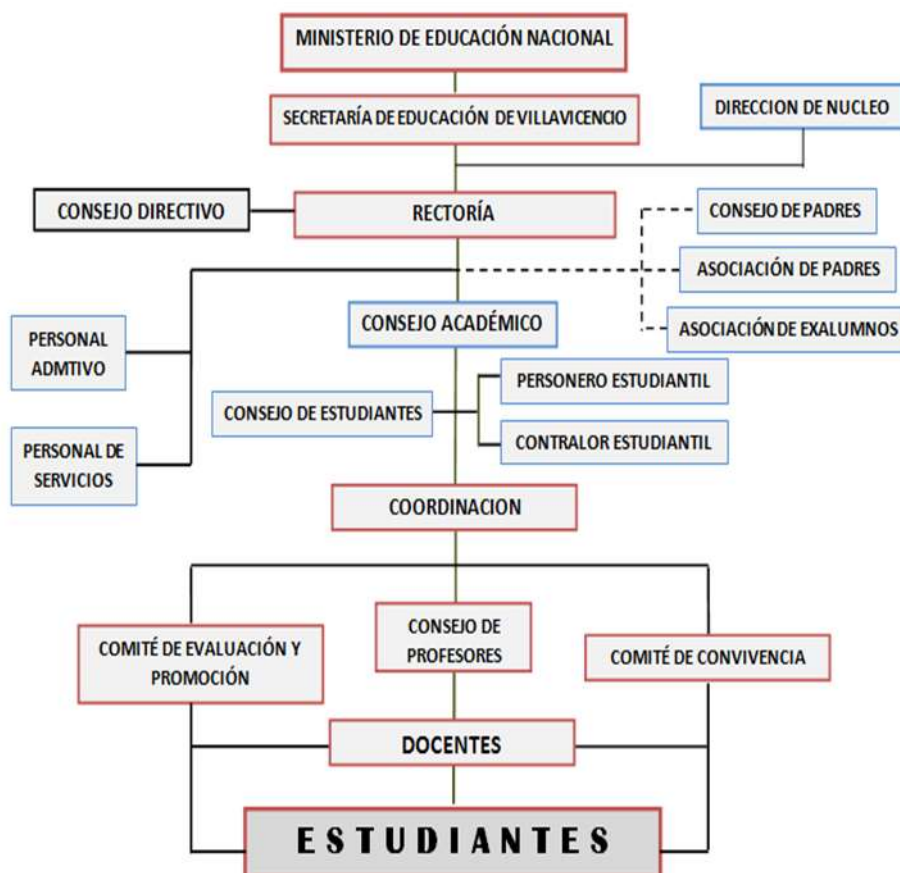 MINISTERIO DE EDUCACIÓN NACIONAL
SECRETARÍA DE EDUCACIÓN DE VILLAVICENCIO
DIRECCION DE NUCLEO
CONSEJO DIRECTIVO
RECTORÍA
CONSEJO DE PADRES
ASOCIACIÓN DE PADRES
ASOCIACIÓN DE EXALUMNOS
CONSEJO ACADÉMICO
PERSONAL
ADMTIVO
PERSONERO ESTUDIANTIL
CONSEJO DE ESTUDIANTES
CONTRALOR ESTUDIANTIL
PERSONAL DE
SERVICIOS
COORDINACION
COMITÉ DE EVALUACIÓN Y
PROMOCIÓN
CONSEJO DE
PROFESORES
COMITÉ DE CONVIVENCIA
DOCENTES
ESTUDIANTES